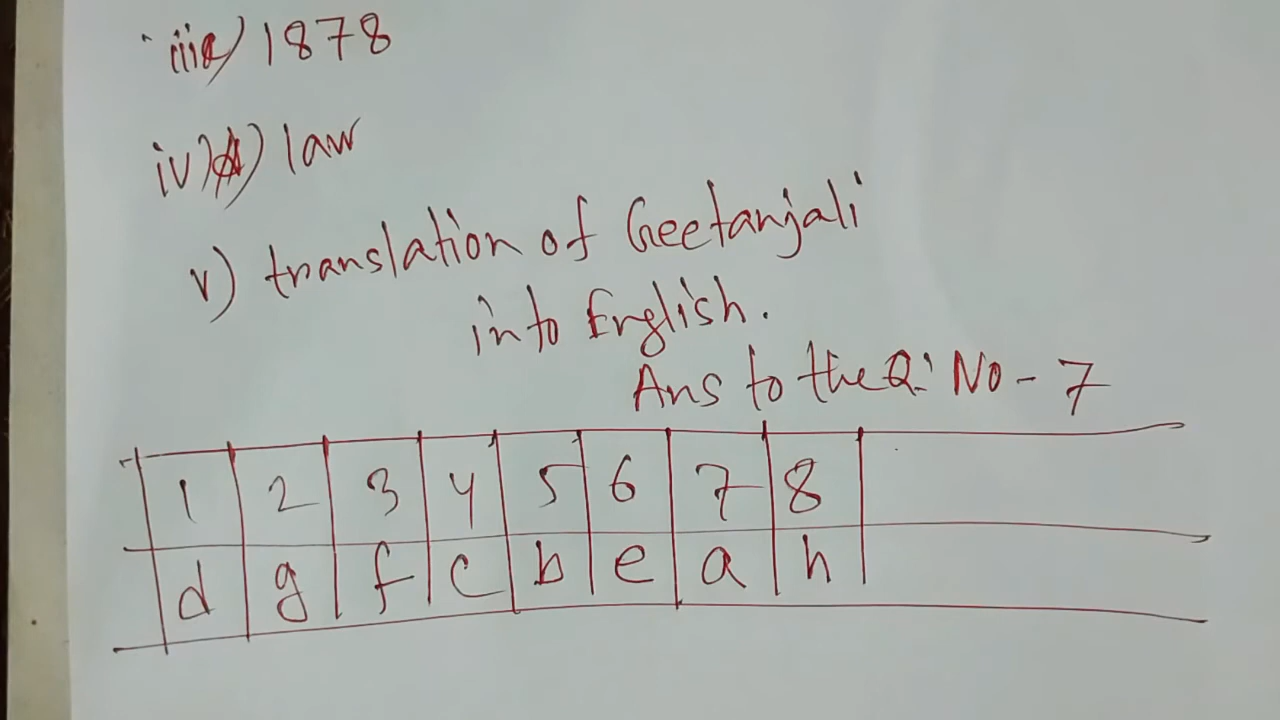 iii) 1878
iv) law
v) translation of Geetanjali
into English.
Ans to the Q: No - 7
1 2 3 4 5 6 7 8
d g f c b e a h